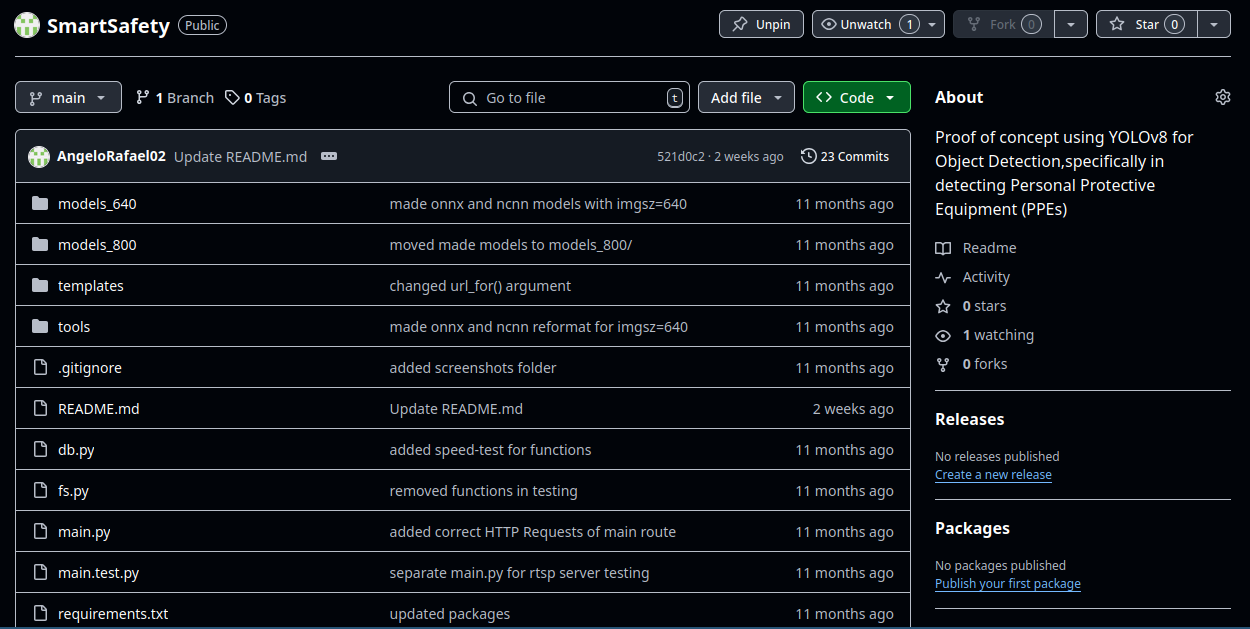 SmartSafety Public Unpin Unwatch 1 Fork 0 Star 0
main 1 Branch 0 Tags Go to file t Add file Code
AngeloRafael02 Update README.md 521d0c2 · 2 weeks ago 23 Commits
models_640 made onnx and ncnn models with imgsz=640 11 months ago
models_800 moved made models to models_800/ 11 months ago
templates changed url_for() argument 11 months ago
tools made onnx and ncnn reformat for imgsz=640 11 months ago
.gitignore added screenshots folder 11 months ago
README.md Update README.md 2 weeks ago
db.py added speed-test for functions 11 months ago
fs.py removed functions in testing 11 months ago
main.py added correct HTTP Requests of main route 11 months ago
main.test.py separate main.py for rtsp server testing 11 months ago
requirements.txt updated packages 11 months ago
About
Proof of concept using YOLOv8 for
Object Detection,specifically in
detecting Personal Protective
Equipment (PPEs)
Readme
Activity
0 stars
1 watching
0 forks
Releases
No releases published
Create a new release
Packages
No packages published
Publish your first package